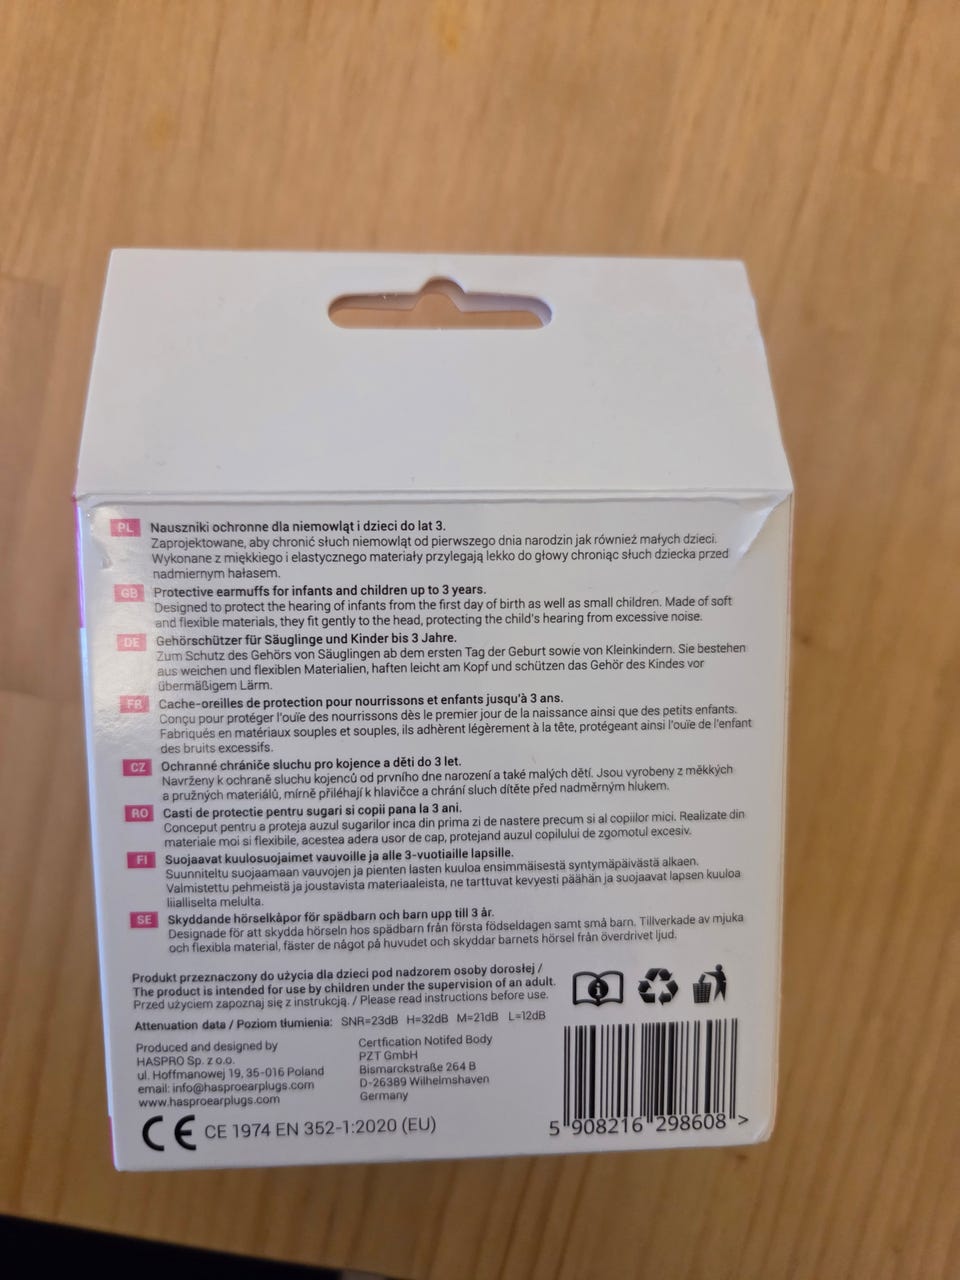 PL Nauszniki ochronne dla niemowląt i dzieci do lat 3.
Zaprojektowane, aby chronić słuch niemowląt od pierwszego dnia narodzin jak również małych dzieci.
Wykonane z miękkiego i elastycznego materiały przylegają lekko do głowy chroniąc słuch dziecka przed
nadmiernym hałasem.
GB Protective earmuffs for infants and children up to 3 years.
Designed to protect the hearing of infants from the first day of birth as well as small children. Made of soft
and flexible materials, they fit gently to the head, protecting the child's hearing from excessive noise.
DE Gehörschützer für Säuglinge und Kinder bis 3 Jahre.
Zum Schutz des Gehörs von Säuglingen ab dem ersten Tag der Geburt sowie von Kleinkindern. Sie bestehen
aus weichen und flexiblen Materialien, haften leicht am Kopf und schützen das Gehör des Kindes vor
übermäßigem Lärm.
FR Cache-oreilles de protection pour nourrissons et enfants jusqu'à 3 ans.
Conçu pour protéger l'ouïe des nourrissons dès le premier jour de la naissance ainsi que des petits enfants.
Fabriqués en matériaux souples et souples, ils adhèrent légèrement à la tête, protégeant ainsi l'ouïe de l'enfant
des bruits excessifs.
CZ Ochranné chrániče sluchu pro kojence a děti do 3 let.
Navrženy k ochraně sluchu kojenců od prvního dne narození a také malých dětí. Jsou vyrobeny z měkkých
a pružných materiálů, mírně přiléhají k hlavičce a chrání sluch dítěte před nadměrným hlukem.
RO Casti de protectie pentru sugari si copii pana la 3 ani.
Conceput pentru a proteja auzul sugarilor inca din prima zi de nastere precum si al copiilor mici. Realizate din
materiale moi si flexibile, acestea adera usor de cap, protejand auzul copilului de zgomotul excesiv.
FI Suojaavat kuulosuojaimet vauvoille ja alle 3-vuotiaille lapsille.
Suunniteltu suojaamaan vauvojen ja pienten lasten kuuloa ensimmäisestä syntymäpäivästä alkaen.
Valmistettu pehmeistä ja joustavista materiaaleista, ne tarttuvat kevyesti päähän ja suojaavat lapsen kuuloa
liialliselta melulta.
SE Skyddande hörselkåpor för spädbarn och barn upp till 3 år.
Designade för att skydda hörseln hos spädbarn från första födseldagen samt små barn. Tillverkade av mjuka
och flexibla material, fäster de något på huvudet och skyddar barnets hörsel från överdrivet ljud.
Produkt przeznaczony do użycia dla dzieci pod nadzorem osoby dorosłej /
The product is intended for use by children under the supervision of an adult.
Przed użyciem zapoznaj się z instrukcją. / Please read instructions before use.
Attenuation data / Poziom tłumienia: SNR=23dB H=32dB M=21dB L=12dB
Produced and designed by
HASPRO Sp. z o.o.
ul. Hoffmanowej 19, 35-016 Poland
email: info@hasproearplugs.com
www.hasproearplugs.com
Certfication Notifed Body
PZT GmbH
Bismarckstraße 264 B
D-26389 Wilhelmshaven
Germany
CE CE 1974 EN 352-1:2020 (EU)
5 908216 298608 >